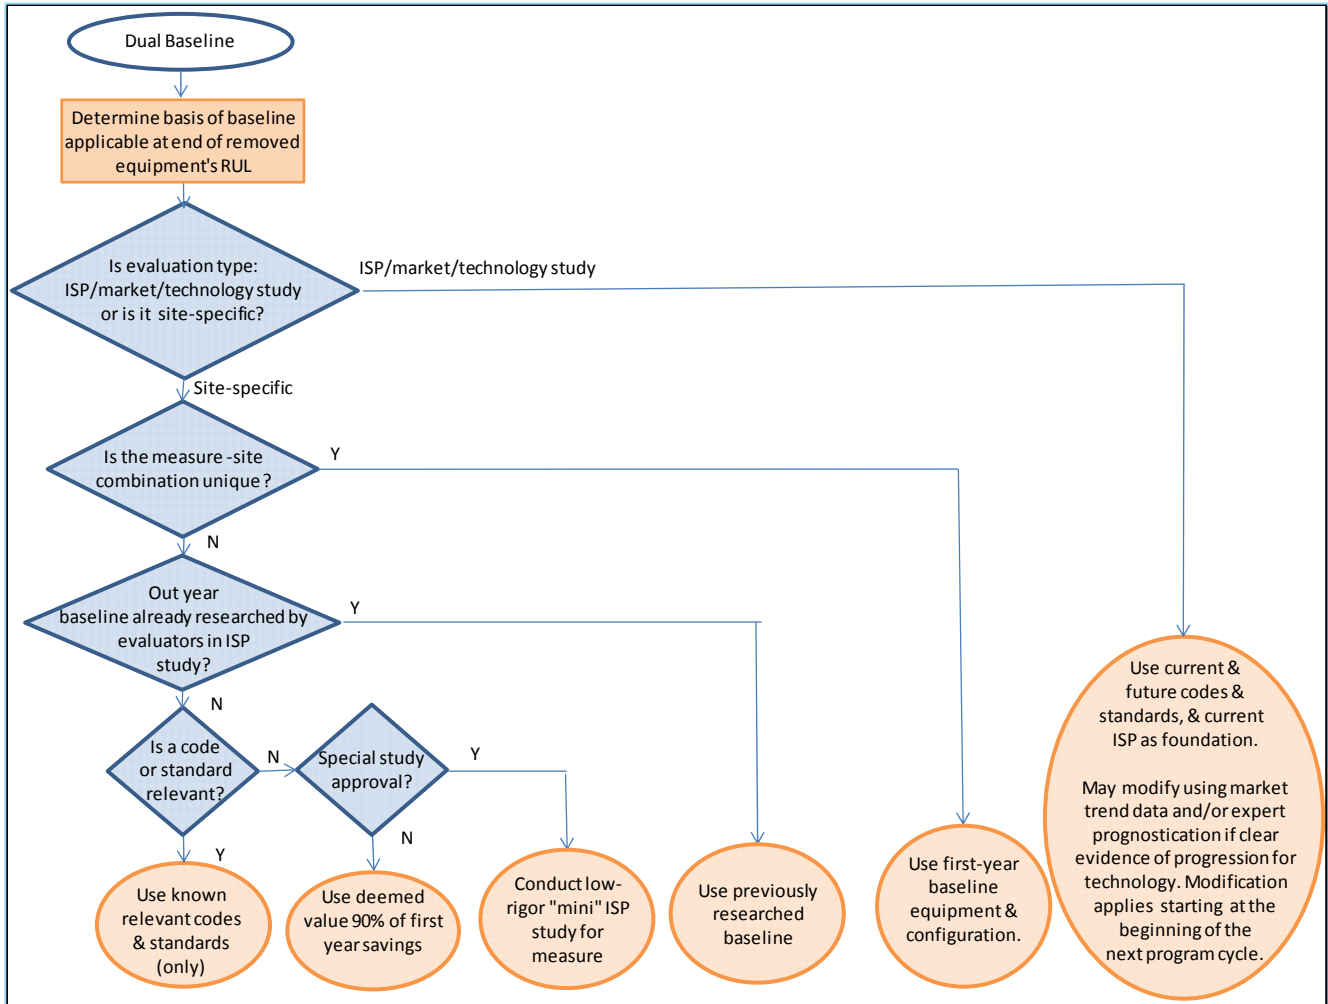 Dual Baseline
Determine basis of baseline
applicable at end of removed
equipment's RUL
Is evaluation type:
ISP/market/technology study
or is it site-specific?
ISP/market/technology study
Site-specific
Is the measure -site
combination unique?
Y
N
Out year
baseline already researched by
evaluators in ISP
study?
Y
N
Is a code
or standard
relevant?
N
Special study
approval?
Y
N
Y
Use known
relevant codes
& standards
(only)
Use deemed
value 90% of first
year savings
Conduct low-
rigor "mini" ISP
study for
measure
Use previously
researched
baseline
Use first-year
baseline
equipment &
configuration.
Use current &
future codes &
standards, & current
ISP as foundation.
May modify using market
trend data and/or expert
prognostication if clear
evidence of progression for
technology. Modification
applies starting at the
beginning of the
next program cycle.